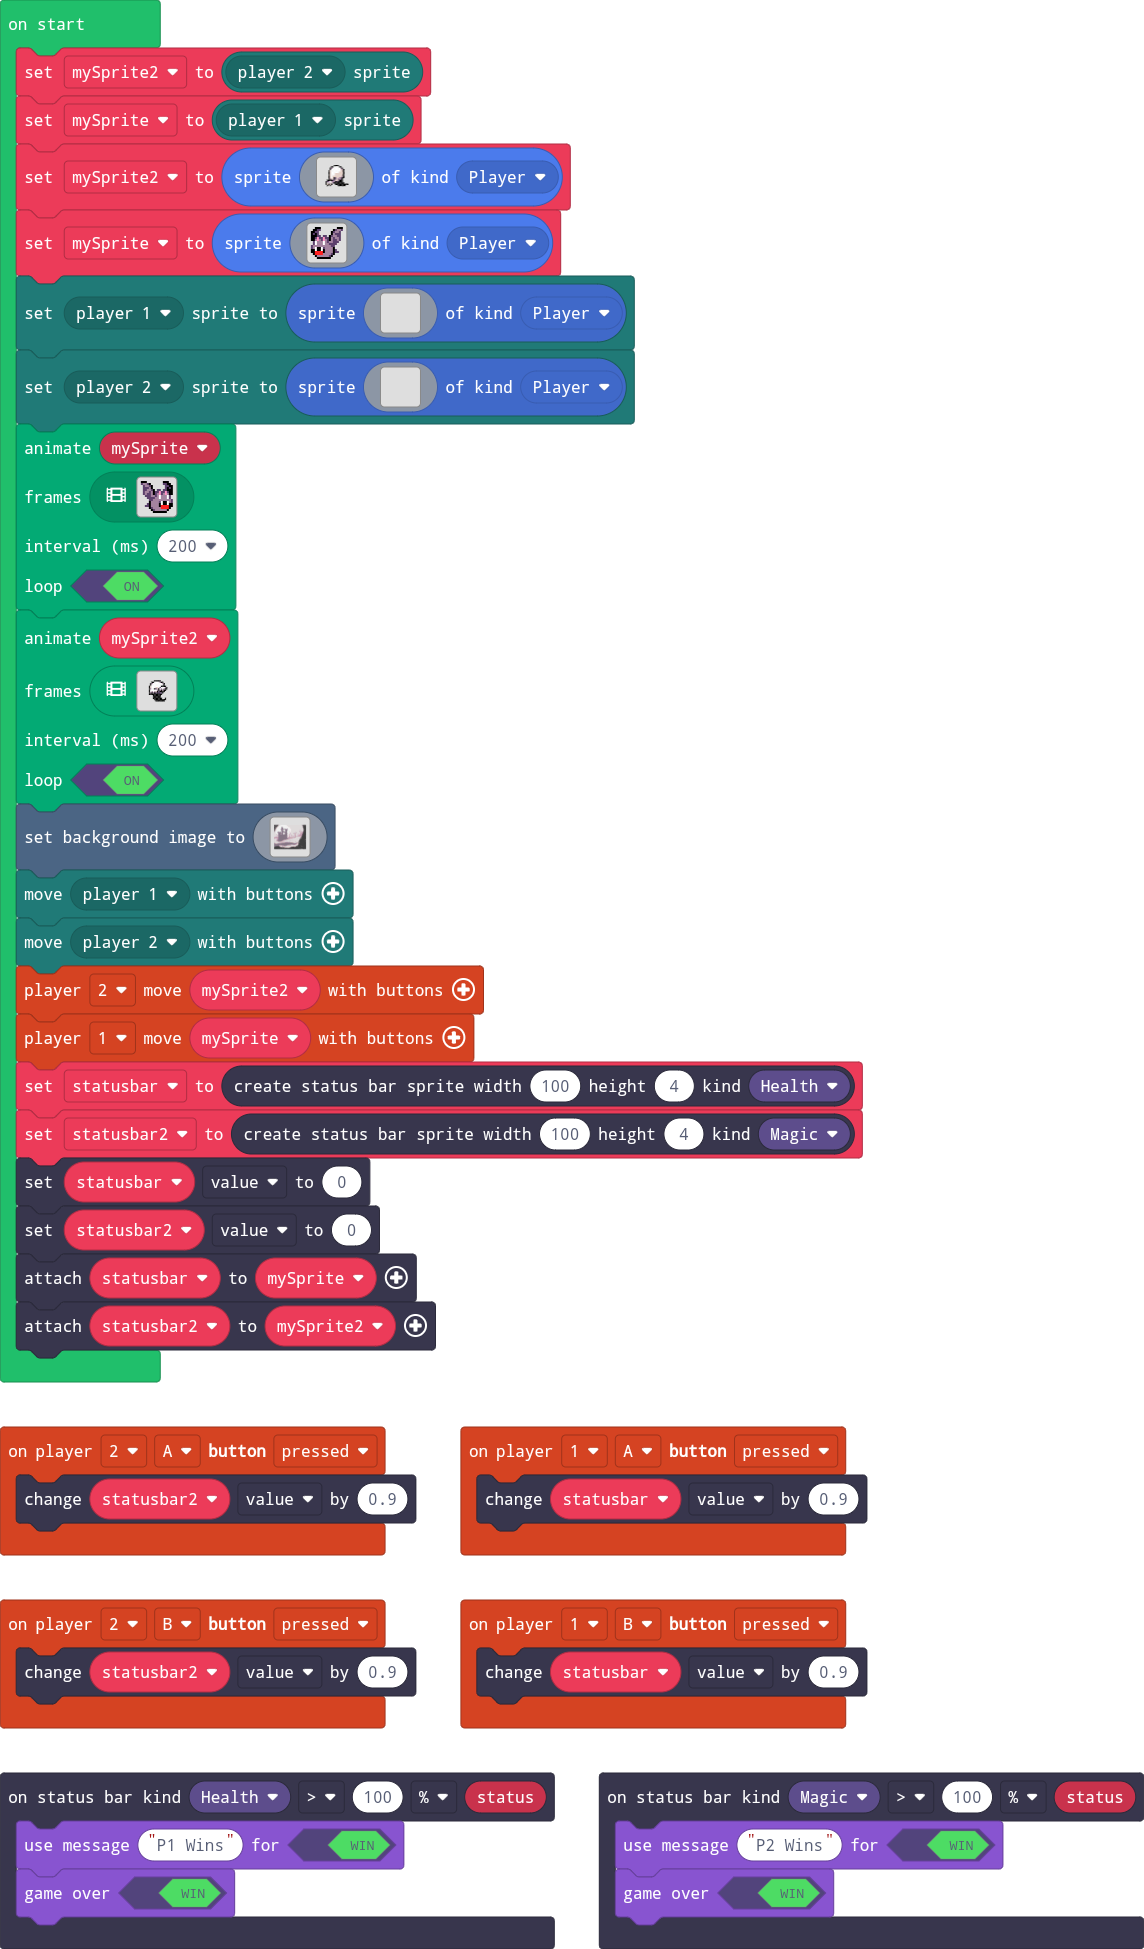 on start
set mySprite2 to player 2 sprite
set mySprite to player 1 sprite
set mySprite2 to sprite of kind Player
set mySprite to sprite of kind Player
set player 1 sprite to sprite of kind Player
set player 2 sprite to sprite of kind Player
animate mySprite
frames
interval (ms) 200
loop ON
animate mySprite2
frames
interval (ms) 200
loop ON
set background image to
move player 1 with buttons
move player 2 with buttons
player 2 move mySprite2 with buttons
player 1 move mySprite with buttons
set statusbar to create status bar sprite width 100 height 4 kind Health
set statusbar2 to create status bar sprite width 100 height 4 kind Magic
set statusbar value to 0
set statusbar2 value to 0
attach statusbar to mySprite
attach statusbar2 to mySprite2
on player 2 A button pressed
change statusbar2 value by 0.9
on player 1 A button pressed
change statusbar value by 0.9
on player 2 B button pressed
change statusbar2 value by 0.9
on player 1 B button pressed
change statusbar value by 0.9
on status bar kind Health > 100 % status
use message "P1 Wins" for WIN
game over WIN
on status bar kind Magic > 100 % status
use message "P2 Wins" for WIN
game over WIN